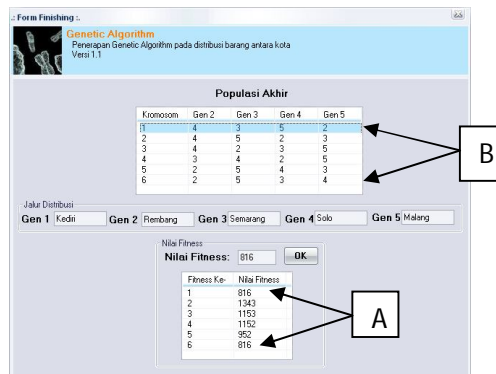 .: Form Finishing :.
Genetic Algorithm
Penerapan Genetic Algorithm pada distribusi barang antara kota
Versi 1.1
Populasi Akhir
Kromosom Gen 2 Gen 3 Gen 4 Gen 5
1 4 3 5 2
2 4 5 2 3
3 4 2 3 5
4 3 4 2 5
5 2 5 4 3
6 2 5 3 4
B
Jalur Distribusi
Gen 1 Kediri Gen 2 Rembang Gen 3 Semarang Gen 4 Solo Gen 5 Malang
Nilai Fitness
Nilai Fitness: 816 OK
Fitness Ke- Nilai Fitness
1 816
2 1343
3 1153
4 1152
5 952
6 816
A